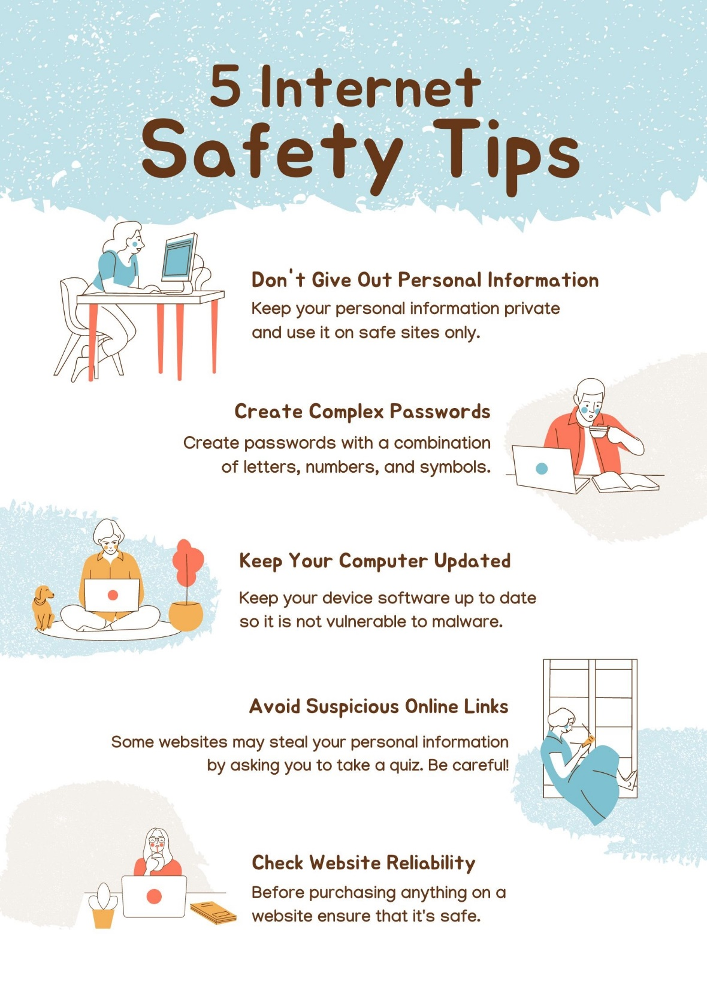 5 Internet
Safety Tips
Don't Give Out Personal Information
Keep your personal information private
and use it on safe sites only.
Create Complex Passwords
Create passwords with a combination
of letters, numbers, and symbols.
Keep Your Computer Updated
Keep your device software up to date
so it is not vulnerable to malware.
Avoid Suspicious Online Links
Some websites may steal your personal information
by asking you to take a quiz. Be careful!
Check Website Reliability
Before purchasing anything on a
website ensure that it's safe.